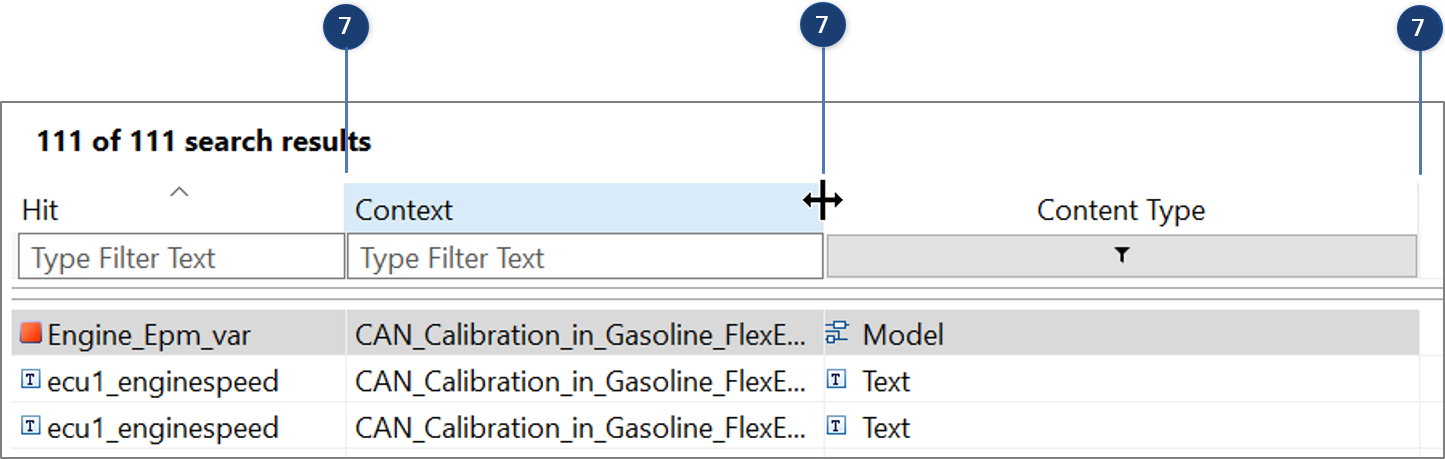 7 7 7
111 of 111 search results
Hit Context Content Type
Type Filter Text Type Filter Text
Engine_Epm_var CAN_Calibration_in_Gasoline_FlexE... Model
T ecu1_enginespeed CAN_Calibration_in_Gasoline_FlexE... T Text
T ecu1_enginespeed CAN_Calibration_in_Gasoline_FlexE... T Text